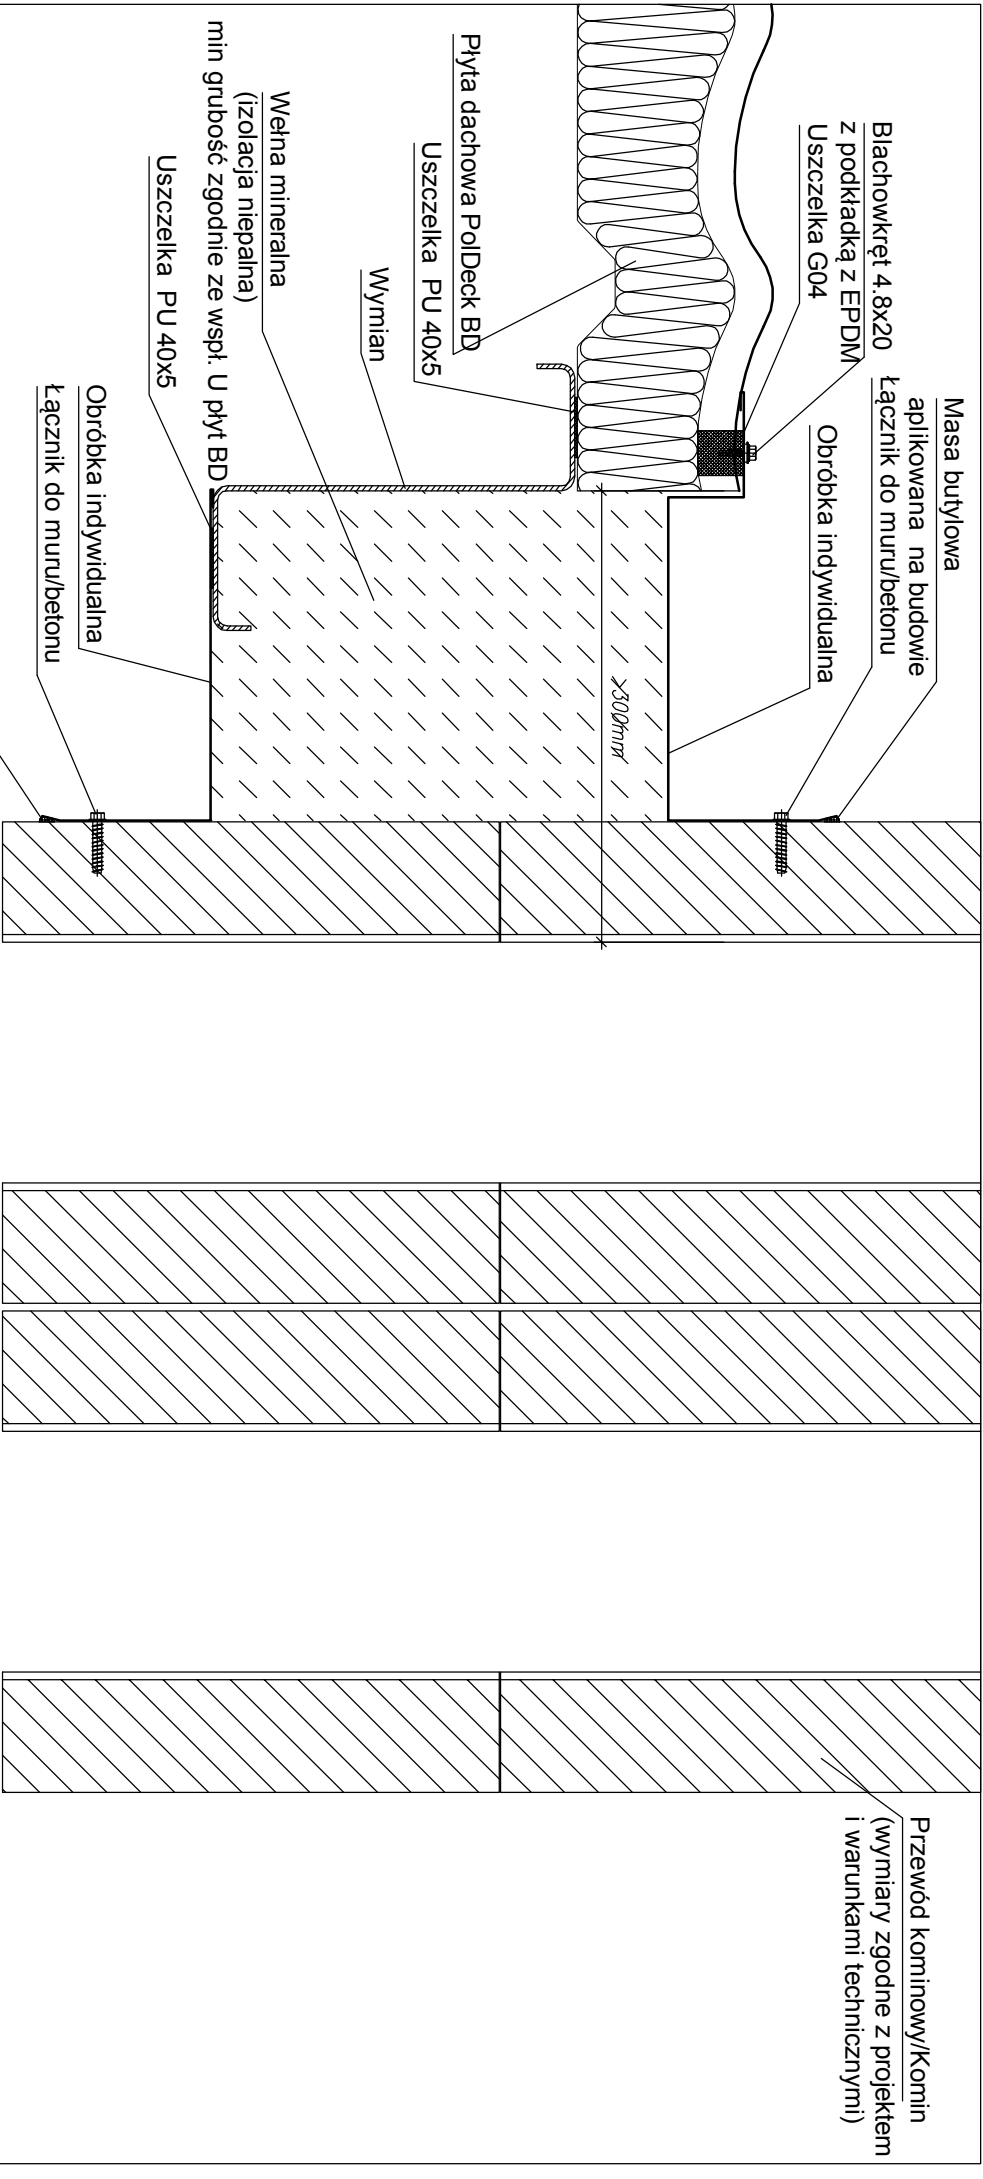 Masa butylowa
aplikowana na budowie
Łącznik do muru/betonu
Obróbka indywidualna
Blachowkręt 4.8x20
z podkładką z EPDM
Uszczelka G04
Płyta dachowa PolDeck BD
Uszczelka PU 40x5
Wymian
Wełna mineralna
(izolacja niepalna)
min grubość zgodnie ze wspł. U płyt BD
Uszczelka PU 40x5
Obróbka indywidualna
Łącznik do muru/betonu
>300mm
Przewód kominowy/Komin
(wymiary zgodne z projektem
i warunkami technicznymi)